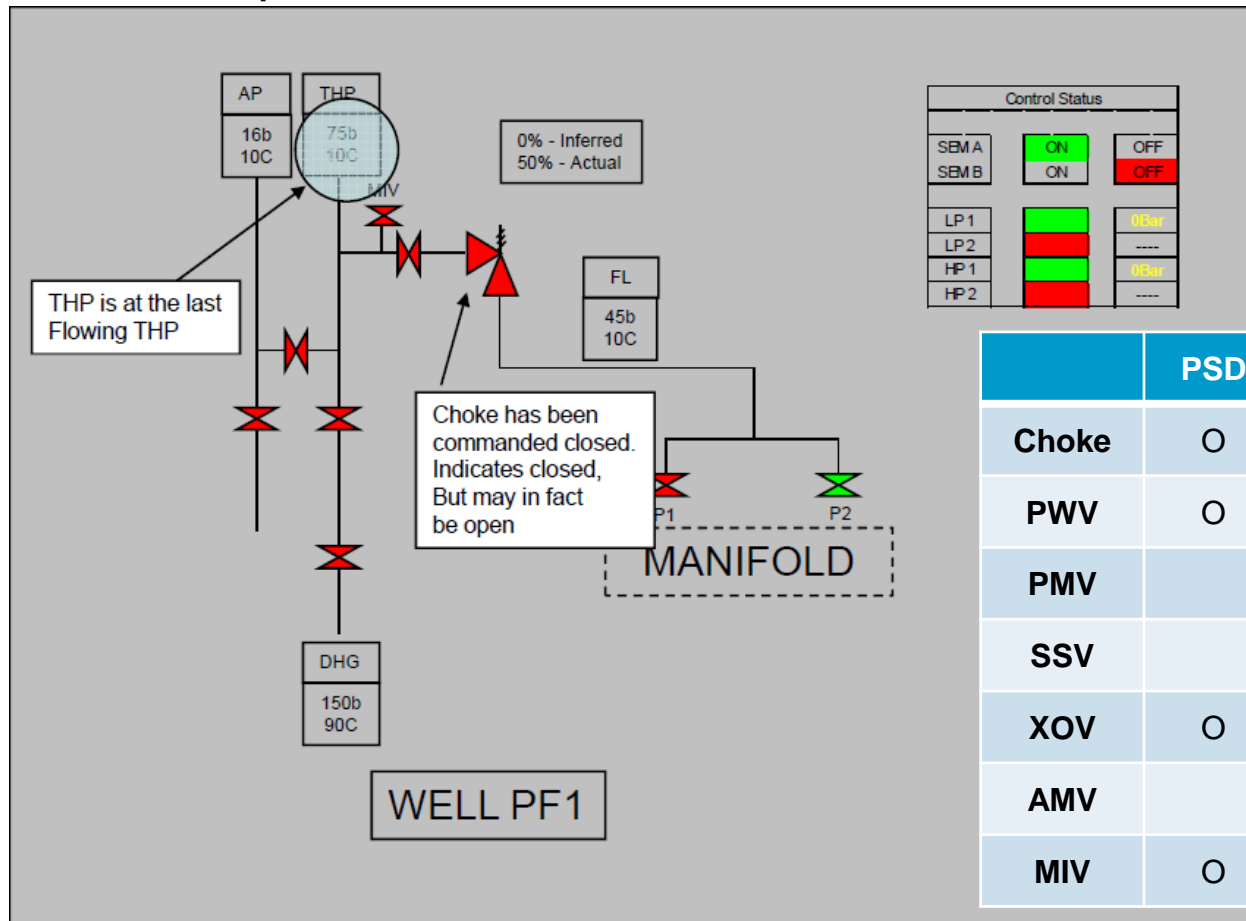 AP
THP
16b
10C
75b
10C
0% - Inferred
50% - Actual
MIV
THP is at the last
Flowing THP
FL
45b
10C
Choke has been
commanded closed.
Indicates closed,
But may in fact
be open
P1
P2
MANIFOLD
DHG
150b
90C
WELL PF1
Control Status
SEM A ON OFF
SEM B ON OFF
LP 1 0Bar
LP 2 ----
HP 1 0Bar
HP 2 ----
PSD
Choke O
PWV O
PMV
SSV
XOV O
AMV
MIV O